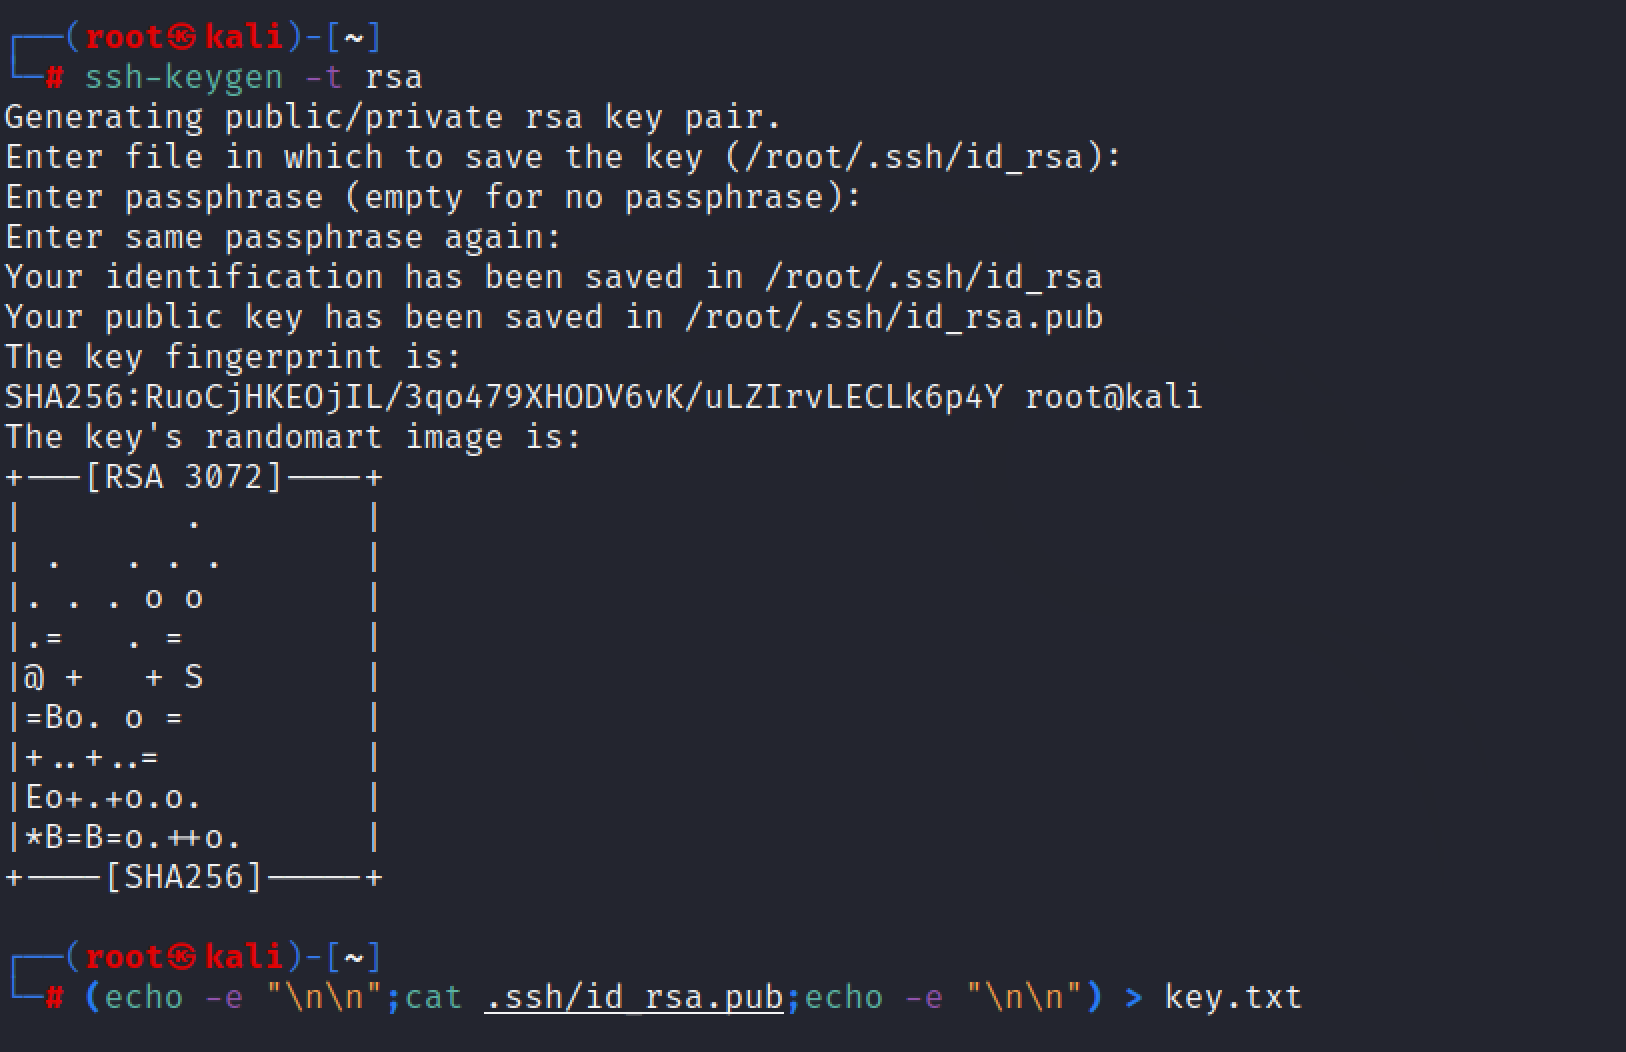 ┌──(root㉿kali)-[~]
└─# ssh-keygen -t rsa
Generating public/private rsa key pair.
Enter file in which to save the key (/root/.ssh/id_rsa):
Enter passphrase (empty for no passphrase):
Enter same passphrase again:
Your identification has been saved in /root/.ssh/id_rsa
Your public key has been saved in /root/.ssh/id_rsa.pub
The key fingerprint is:
SHA256:RuoCjHKEOjIL/3qo479XHODV6vK/uLZIrvLECLk6p4Y root@kali
The key's randomart image is:
+---[RSA 3072]----+
|        .        |
| .   . . .       |
|. . . o o        |
|.=   . =         |
|@ +   + S        |
|=Bo. o =         |
|+..+..=          |
|Eo+.+o.o.        |
|*B=B=o.++o.      |
+----[SHA256]-----+
┌──(root㉿kali)-[~]
└─# (echo -e "\n\n";cat .ssh/id_rsa.pub;echo -e "\n\n") > key.txt